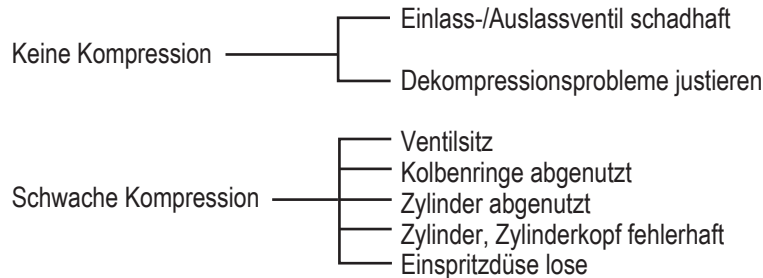 Einlass-/Auslassventil schadhaft
Keine Kompression
Dekompressionsprobleme justieren
Ventilsitz
Kolbenringe abgenutzt
Schwache Kompression
Zylinder abgenutzt
Zylinder, Zylinderkopf fehlerhaft
Einspritzdüse lose